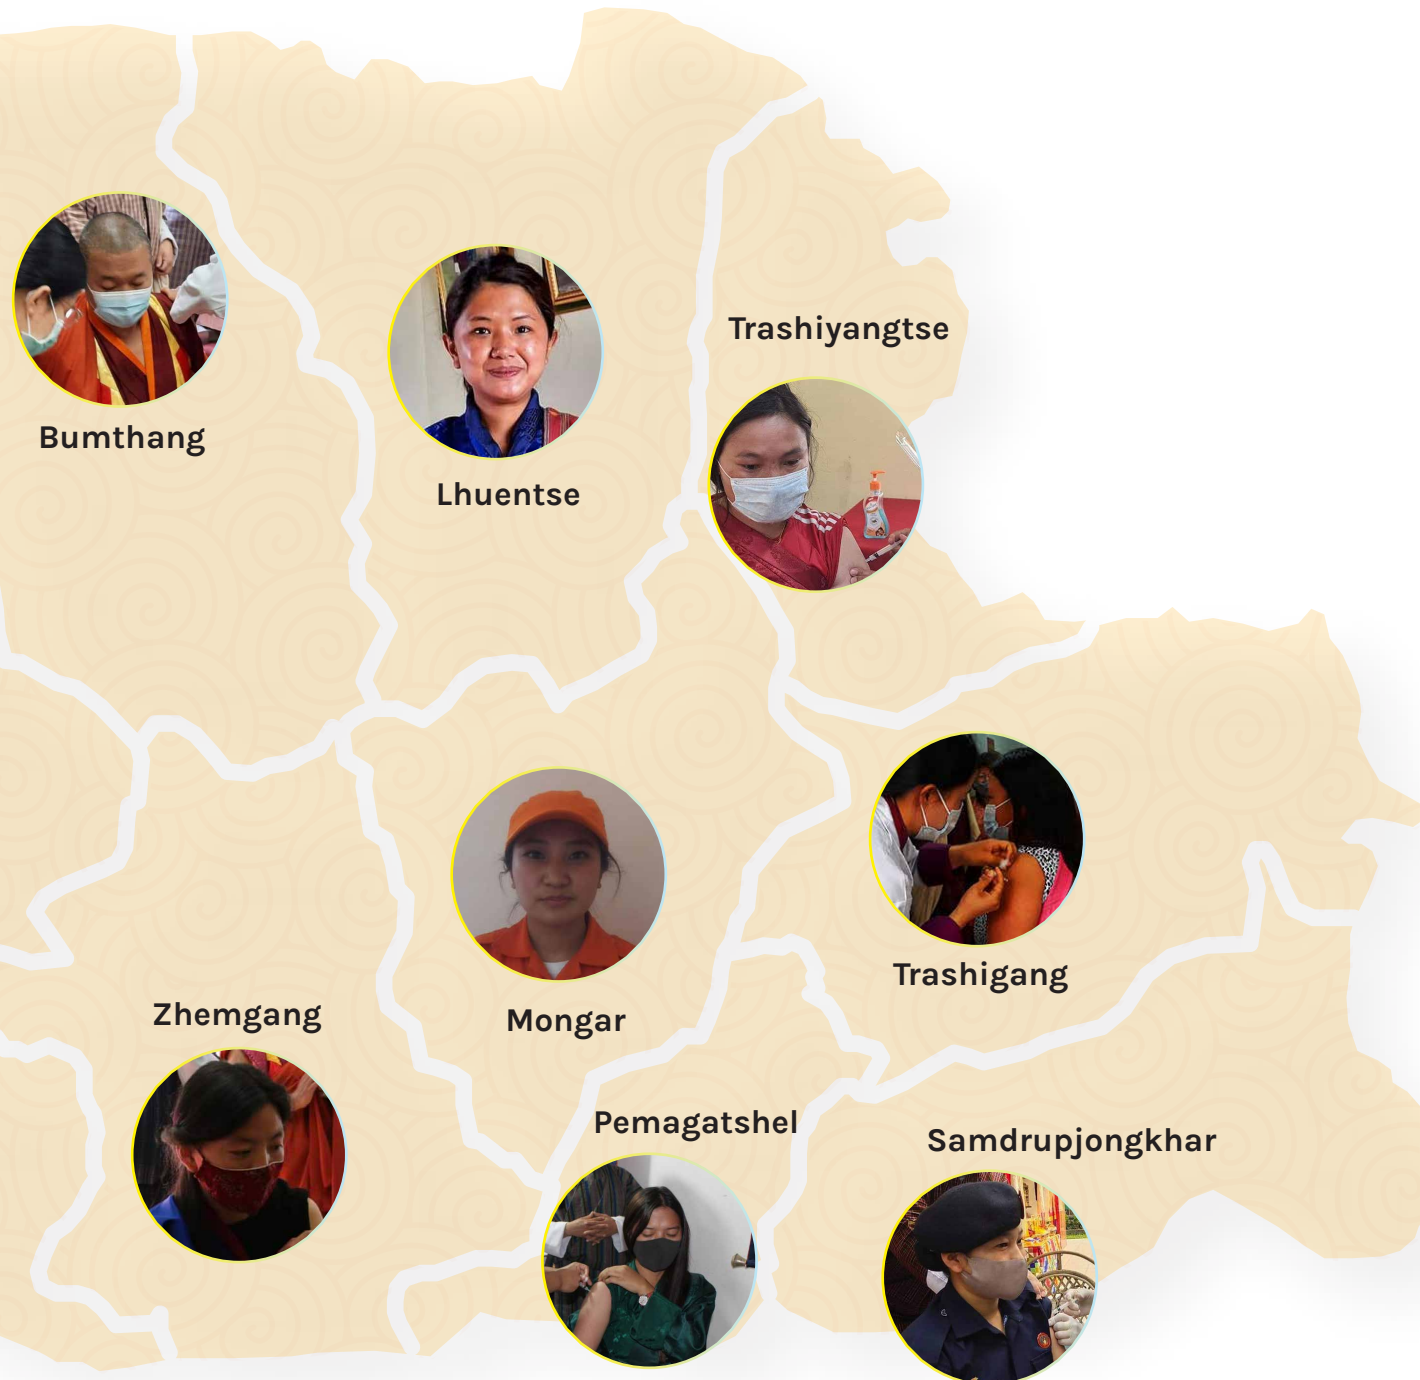 Trashiyangtse
Bumthang
Lhuentse
Trashigang
Zhemgang
Mongar
Pemagatshel
Samdrupjongkhar